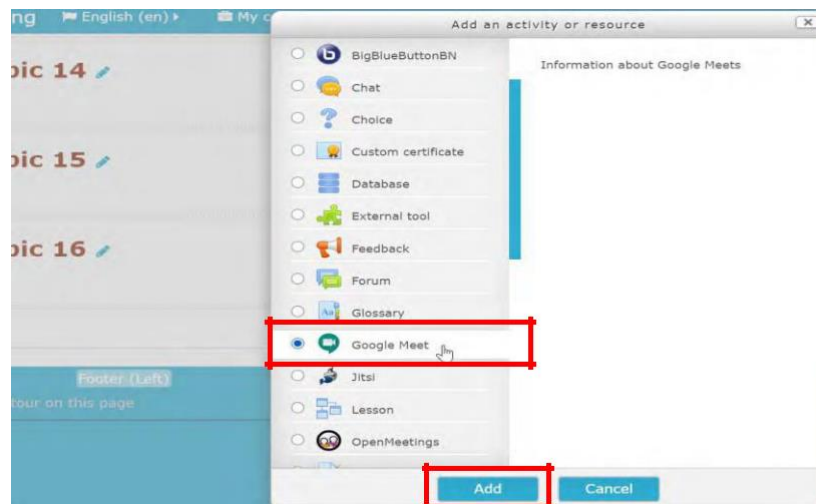 ng English (en) My c
Add an activity or resource
pic 14
pic 15
pic 16
BigBlueButtonBN
Chat
Choice
Custom certificate
Database
External tool
Feedback
Forum
Glossary
Google Meet
Jitsi
Lesson
OpenMeetings
Information about Google Meets
Footer (Left)
tour on this page
Add Cancel